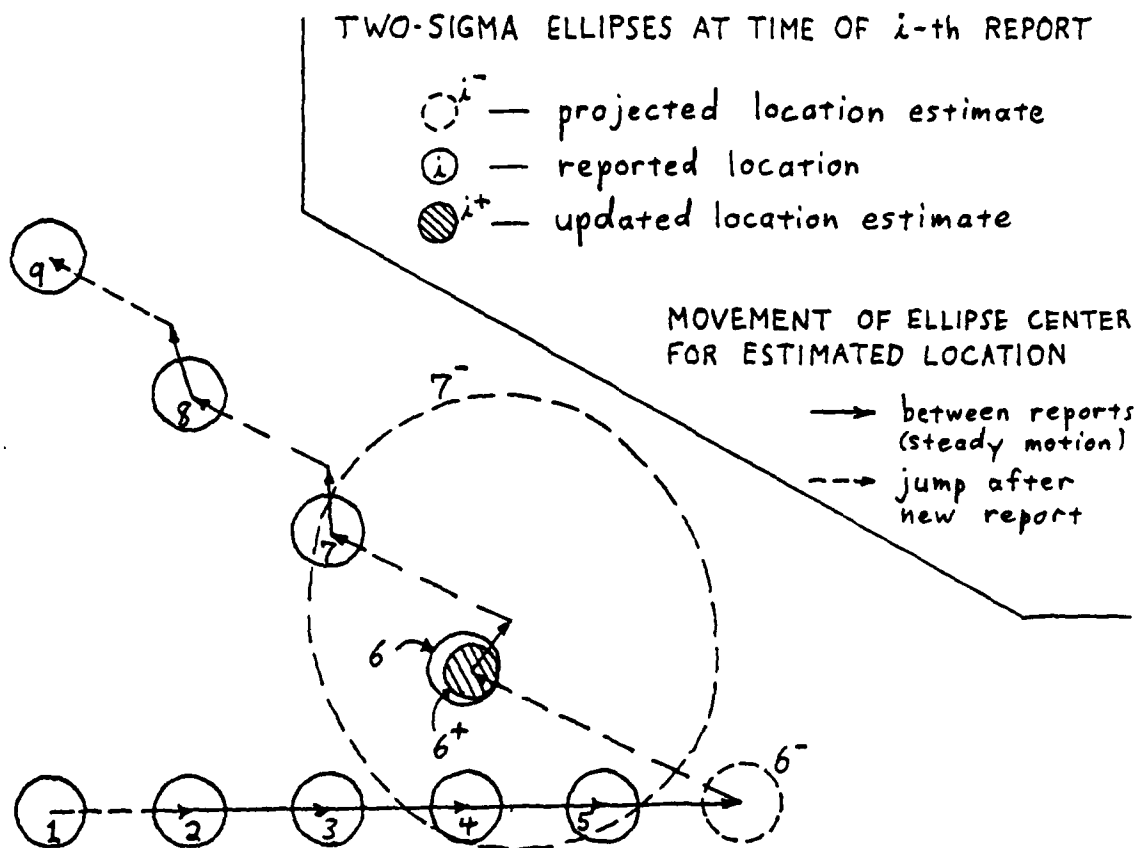 TWO-SIGMA ELLIPSES AT TIME OF i-th REPORT
i⁻ — projected location estimate
i — reported location
i⁺ — updated location estimate
MOVEMENT OF ELLIPSE CENTER
FOR ESTIMATED LOCATION
between reports
(steady motion)
jump after
new report
9
8
7⁻
7
6
6⁺
6⁻
1 2 3 4 5